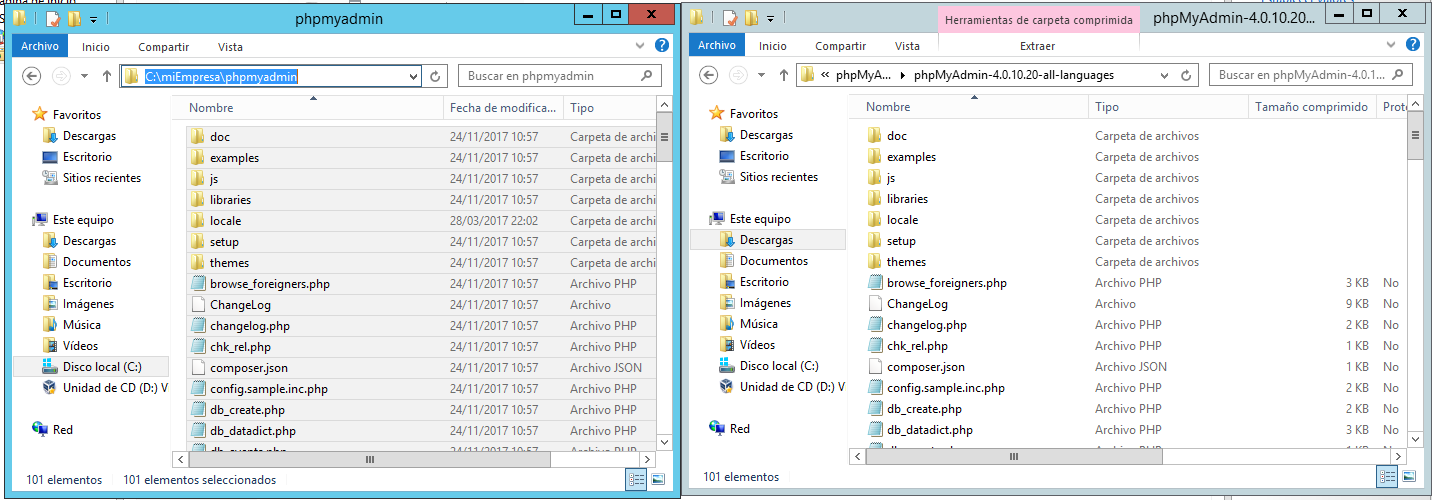 phpmyadmin
Archivo Inicio Compartir Vista
C:\miEmpresa\phpmyadmin
Buscar en phpmyadmin
Favoritos
Descargas
Escritorio
Sitios recientes
Este equipo
Descargas
Documentos
Escritorio
Imágenes
Música
Vídeos
Disco local (C:)
Unidad de CD (D:) V
Red
Nombre Fecha de modifica... Tipo
doc 24/11/2017 10:57 Carpeta de archi
examples 24/11/2017 10:57 Carpeta de archi
js 24/11/2017 10:57 Carpeta de archi
libraries 24/11/2017 10:57 Carpeta de archi
locale 28/03/2017 22:02 Carpeta de archi
setup 24/11/2017 10:57 Carpeta de archi
themes 24/11/2017 10:57 Carpeta de archi
browse_foreigners.php 24/11/2017 10:57 Archivo PHP
ChangeLog 24/11/2017 10:57 Archivo
changelog.php 24/11/2017 10:57 Archivo PHP
chk_rel.php 24/11/2017 10:57 Archivo PHP
composer.json 24/11/2017 10:57 Archivo JSON
config.sample.inc.php 24/11/2017 10:57 Archivo PHP
db_create.php 24/11/2017 10:57 Archivo PHP
db_datadict.php 24/11/2017 10:57 Archivo PHP
101 elementos 101 elementos seleccionados
Herramientas de carpeta comprimida phpMyAdmin-4.0.10.20...
Archivo Inicio Compartir Vista Extraer
« phpMyA... phpMyAdmin-4.0.10.20-all-languages
Buscar en phpMyAdmin-4.0.1...
Favoritos
Descargas
Escritorio
Sitios recientes
Este equipo
Descargas
Documentos
Escritorio
Imágenes
Música
Vídeos
Disco local (C:)
Unidad de CD (D:) V
Red
Nombre Tipo Tamaño comprimido Prote
doc Carpeta de archivos
examples Carpeta de archivos
js Carpeta de archivos
libraries Carpeta de archivos
locale Carpeta de archivos
setup Carpeta de archivos
themes Carpeta de archivos
browse_foreigners.php Archivo PHP 3 KB No
ChangeLog Archivo 9 KB No
changelog.php Archivo PHP 2 KB No
chk_rel.php Archivo PHP 1 KB No
composer.json Archivo JSON 1 KB No
config.sample.inc.php Archivo PHP 2 KB No
db_create.php Archivo PHP 2 KB No
db_datadict.php Archivo PHP 2 KB No
101 elementos